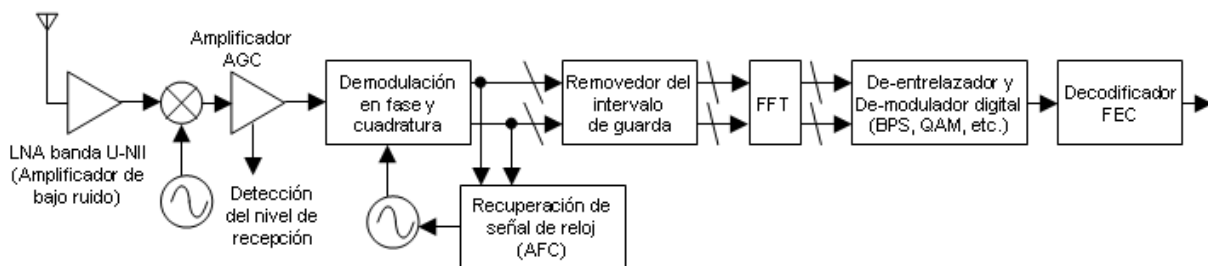 Amplificador
AGC
LNA banda U-NII
(Amplificador de
bajo ruido)
Detección
del nivel de
recepción
Demodulación
en fase y
cuadratura
Recuperación de
señal de reloj
(AFC)
Removedor del
intervalo
de guarda
FFT
De-entrelazador y
De-modulador digital
(BPS, QAM, etc.)
Decodificador
FEC